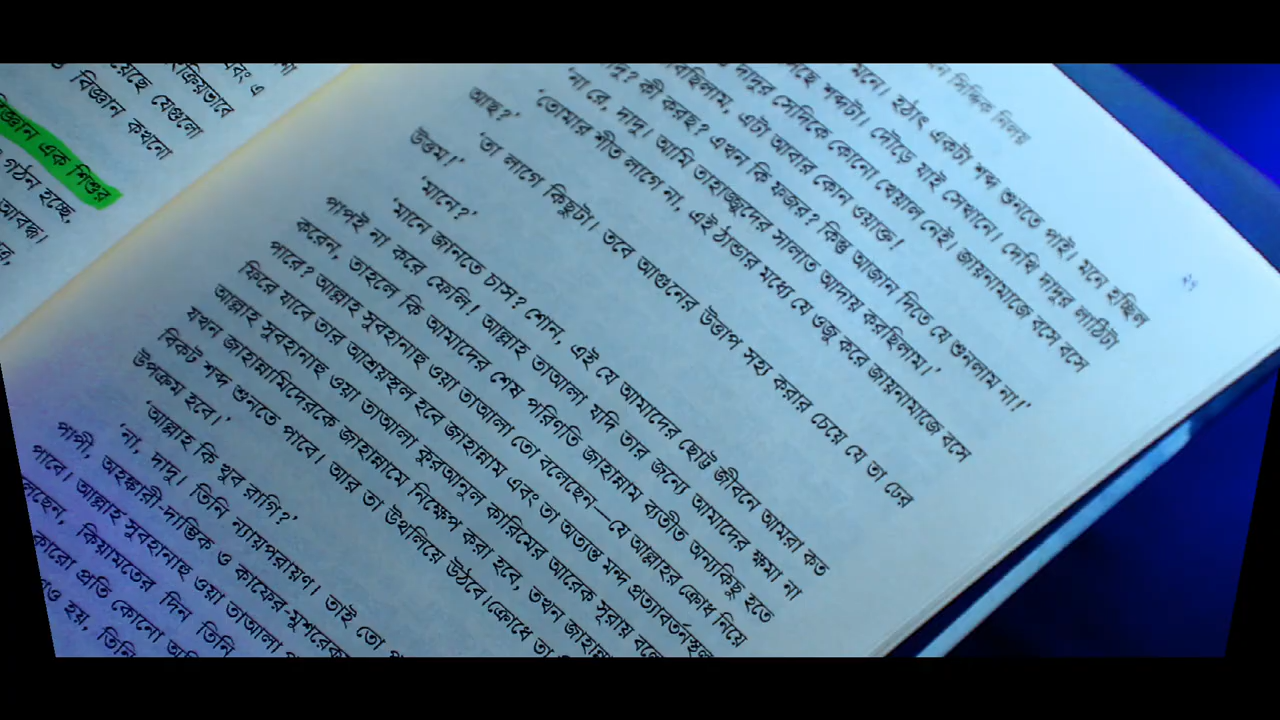 বিজ্ঞান কখনো
বিজ্ঞান এক শিশুর
গঠন হচ্ছে,
আবদ্ধ।
২৭
মনে। হঠাৎ একটা শব্দ শুনতে পাই। মনে হচ্ছিল
শব্দটা। দৌড়ে যাই সেখানে। দেখি দাদুর লাঠিটা
দাদুর সেদিকে কোনো খেয়াল নেই। জায়নামাজে বসে বসে
এটা আবার কোন ওয়াক্ত।
কী করছ? এখন কি ফজর? কিন্তু আজান দিতে যে শুনলাম না!'
'না রে, দাদু। আমি তাহাজ্জুদের সালাত আদায় করছিলাম।'
'তোমার শীত লাগে না, এই ঠান্ডার মধ্যে যে ওজু করে জায়নামাজে বসে
আছ?'
'তা লাগে কিছুটা। তবে আগুনের উত্তাপ সহ্য করার চেয়ে যে তা ঢের
উত্তম।'
'মানে?'
'মানে জানতে চাস? শোন, এই যে আমাদের ছোট্ট জীবনে আমরা কত
পাপই না করে ফেলি। আল্লাহ তাআলা যদি তার জন্যে আমাদের ক্ষমা না
করেন, তাহলে কি আমাদের শেষ পরিণতি জাহান্নাম ব্যতীত অন্যকিছু হতে
পারে? আল্লাহ সুবহানাহু ওয়া তাআলা তো বলেছেন—যে আল্লাহর ক্রোধ নিয়ে
ফিরে যাবে তার আশ্রয়স্থল হবে জাহান্নাম এবং তা অত্যন্ত মন্দ প্রত্যাবর্তনস্থল
আল্লাহ সুবহানাহু ওয়া তাআলা কুরআনুল কারিমের আরেক সূরায় বলে
যখন জাহান্নামিদেরকে জাহান্নামে নিক্ষেপ করা হবে, তখন জাহান্না
বিকট শব্দ শুনতে পাবে। আর তা উথলিয়ে উঠবে। ক্রোধে তা
উপক্রম হবে।'
'আল্লাহ কি খুব রাগি?'
'না, দাদু। তিনি ন্যায়পরায়ণ। তাই তো
পাপী, অহঙ্কারী-দাম্ভিক ও কাফের-মুশরেক
পাবে। আল্লাহ সুবহানাহু ওয়া তাআলা
কিয়ামতের দিন তিনি
কারো প্রতি কোনো
হয়, তিনি